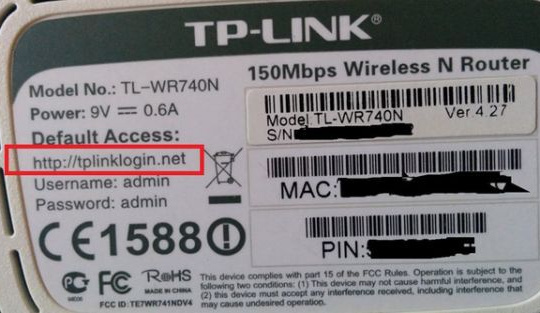 TP-LINK®
Model No.: TL-WR740N
Power: 9V 0.6A
Default Access:
http://tplinklogin.net
Username: admin
Password: admin
CE1588
FC
RoHS
FCC ID: TE7WR741NDV4
150Mbps Wireless N Router
Model TL-WR740N Ver 4.27
S/N
MAC:
PIN:
This device complies with part 15 of the FCC Rules. Operation is subject to the
following two conditions: (1) This device may not cause harmful interference, and
(2) this device must accept any interference received, including interference that
may cause undesired operation.